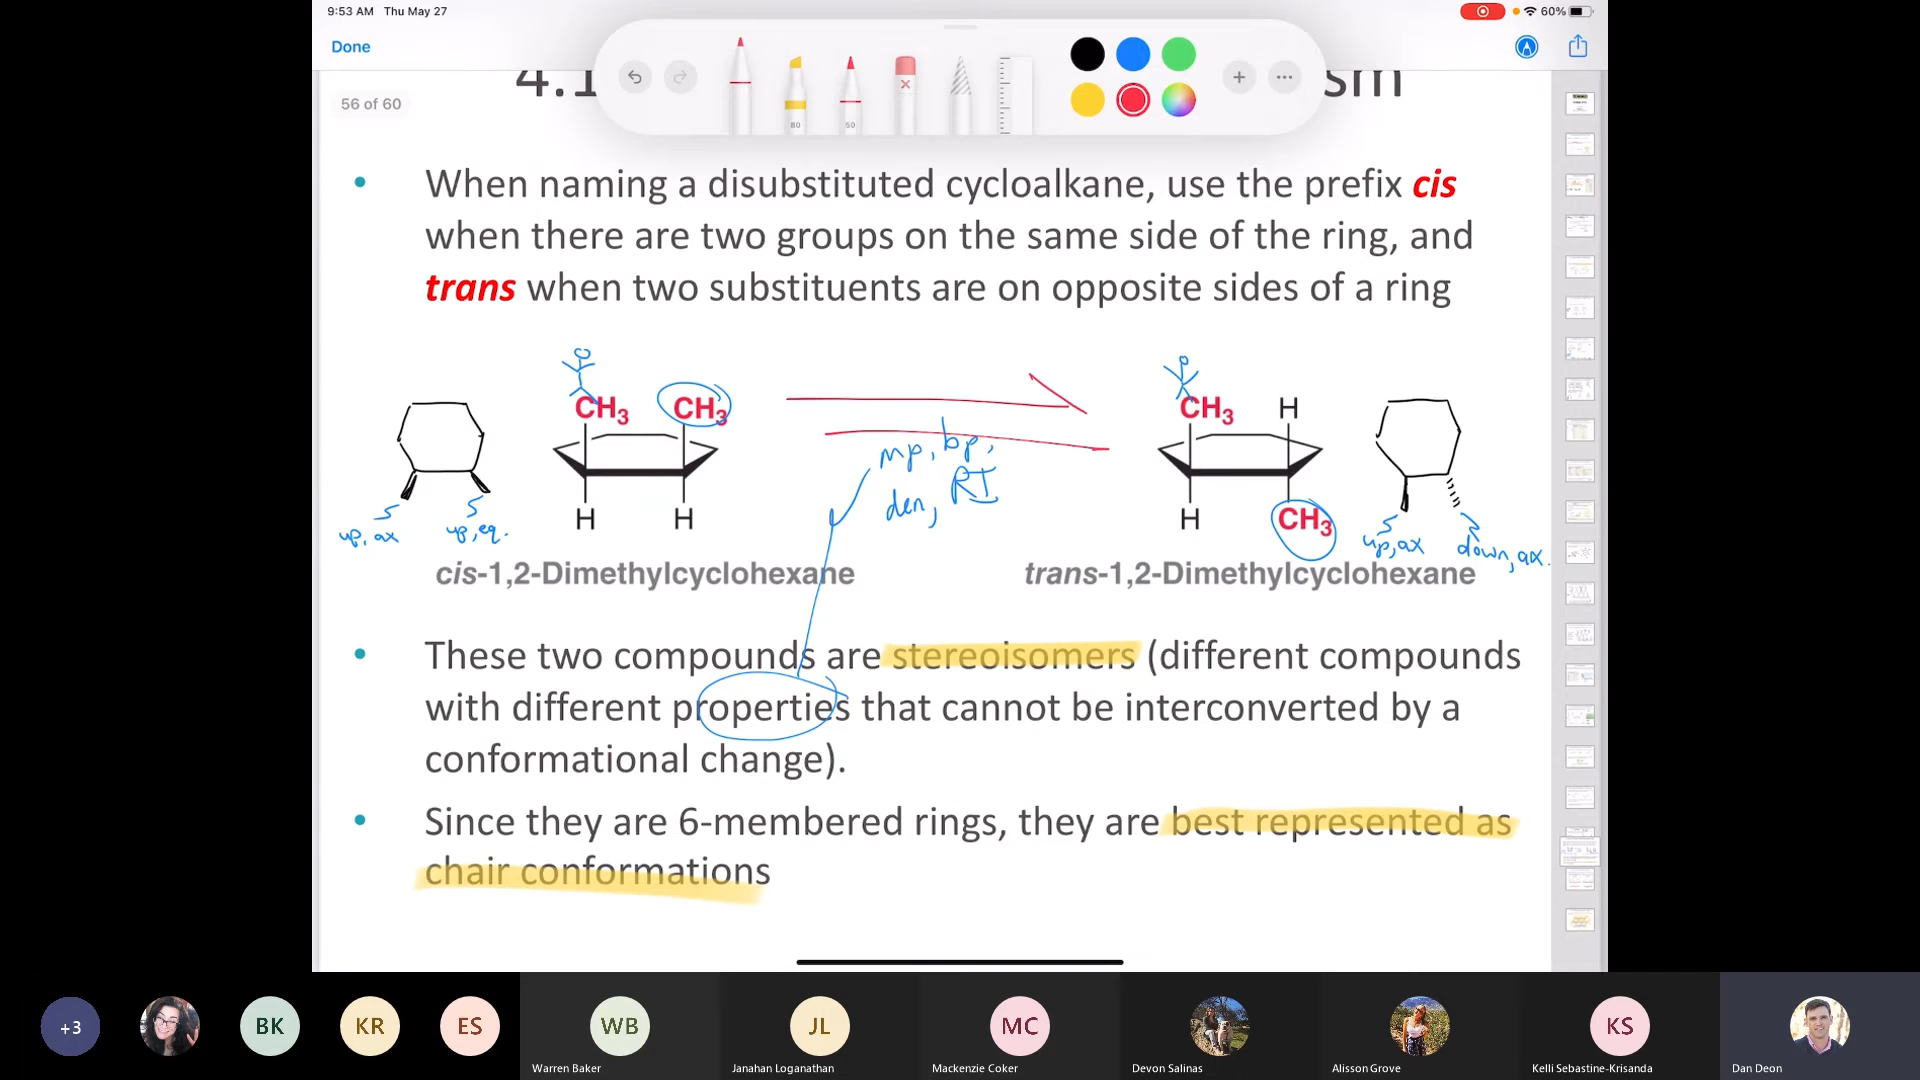 9:53 AM Thu May 27
60%
Done
56 of 60
80
50
4.1
sm
When naming a disubstituted cycloalkane, use the prefix cis
when there are two groups on the same side of the ring, and
trans when two substituents are on opposite sides of a ring
CH3 CH3
H H
up, ax
up, eq.
cis-1,2-Dimethylcyclohexane
mp, bp,
den, RI
CH3 H
H CH3
up, ax
down, ax.
trans-1,2-Dimethylcyclohexane
These two compounds are stereoisomers (different compounds
with different properties that cannot be interconverted by a
conformational change).
Since they are 6-membered rings, they are best represented as
chair conformations
+3
BK
KR
ES
WB
Warren Baker
JL
Janahan Loganathan
MC
Mackenzie Coker
Devon Salinas
Alisson Grove
KS
Kelli Sebastine-Krisanda
Dan Deon